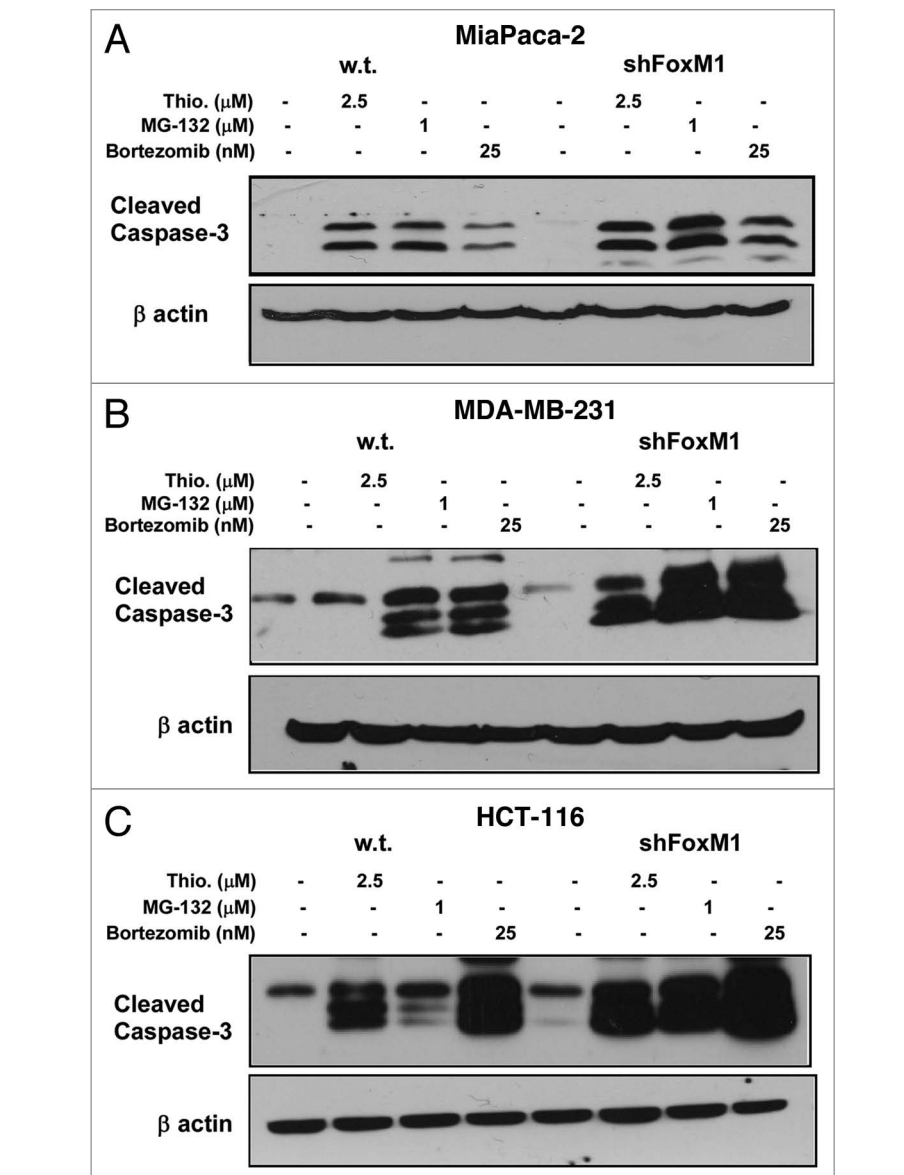 A
MiaPaca-2
w.t. shFoxM1
Thio. (μM) - 2.5 - - - 2.5 - -
MG-132 (μM) - - 1 - - - 1 -
Bortezomib (nM) - - - 25 - - - 25
Cleaved
Caspase-3
β actin
B
MDA-MB-231
w.t. shFoxM1
Thio. (μM) - 2.5 - - - 2.5 - -
MG-132 (μM) - - 1 - - - 1 -
Bortezomib (nM) - - - 25 - - - 25
Cleaved
Caspase-3
β actin
C
HCT-116
w.t. shFoxM1
Thio. (μM) - 2.5 - - - 2.5 - -
MG-132 (μM) - - 1 - - - 1 -
Bortezomib (nM) - - - 25 - - - 25
Cleaved
Caspase-3
β actin